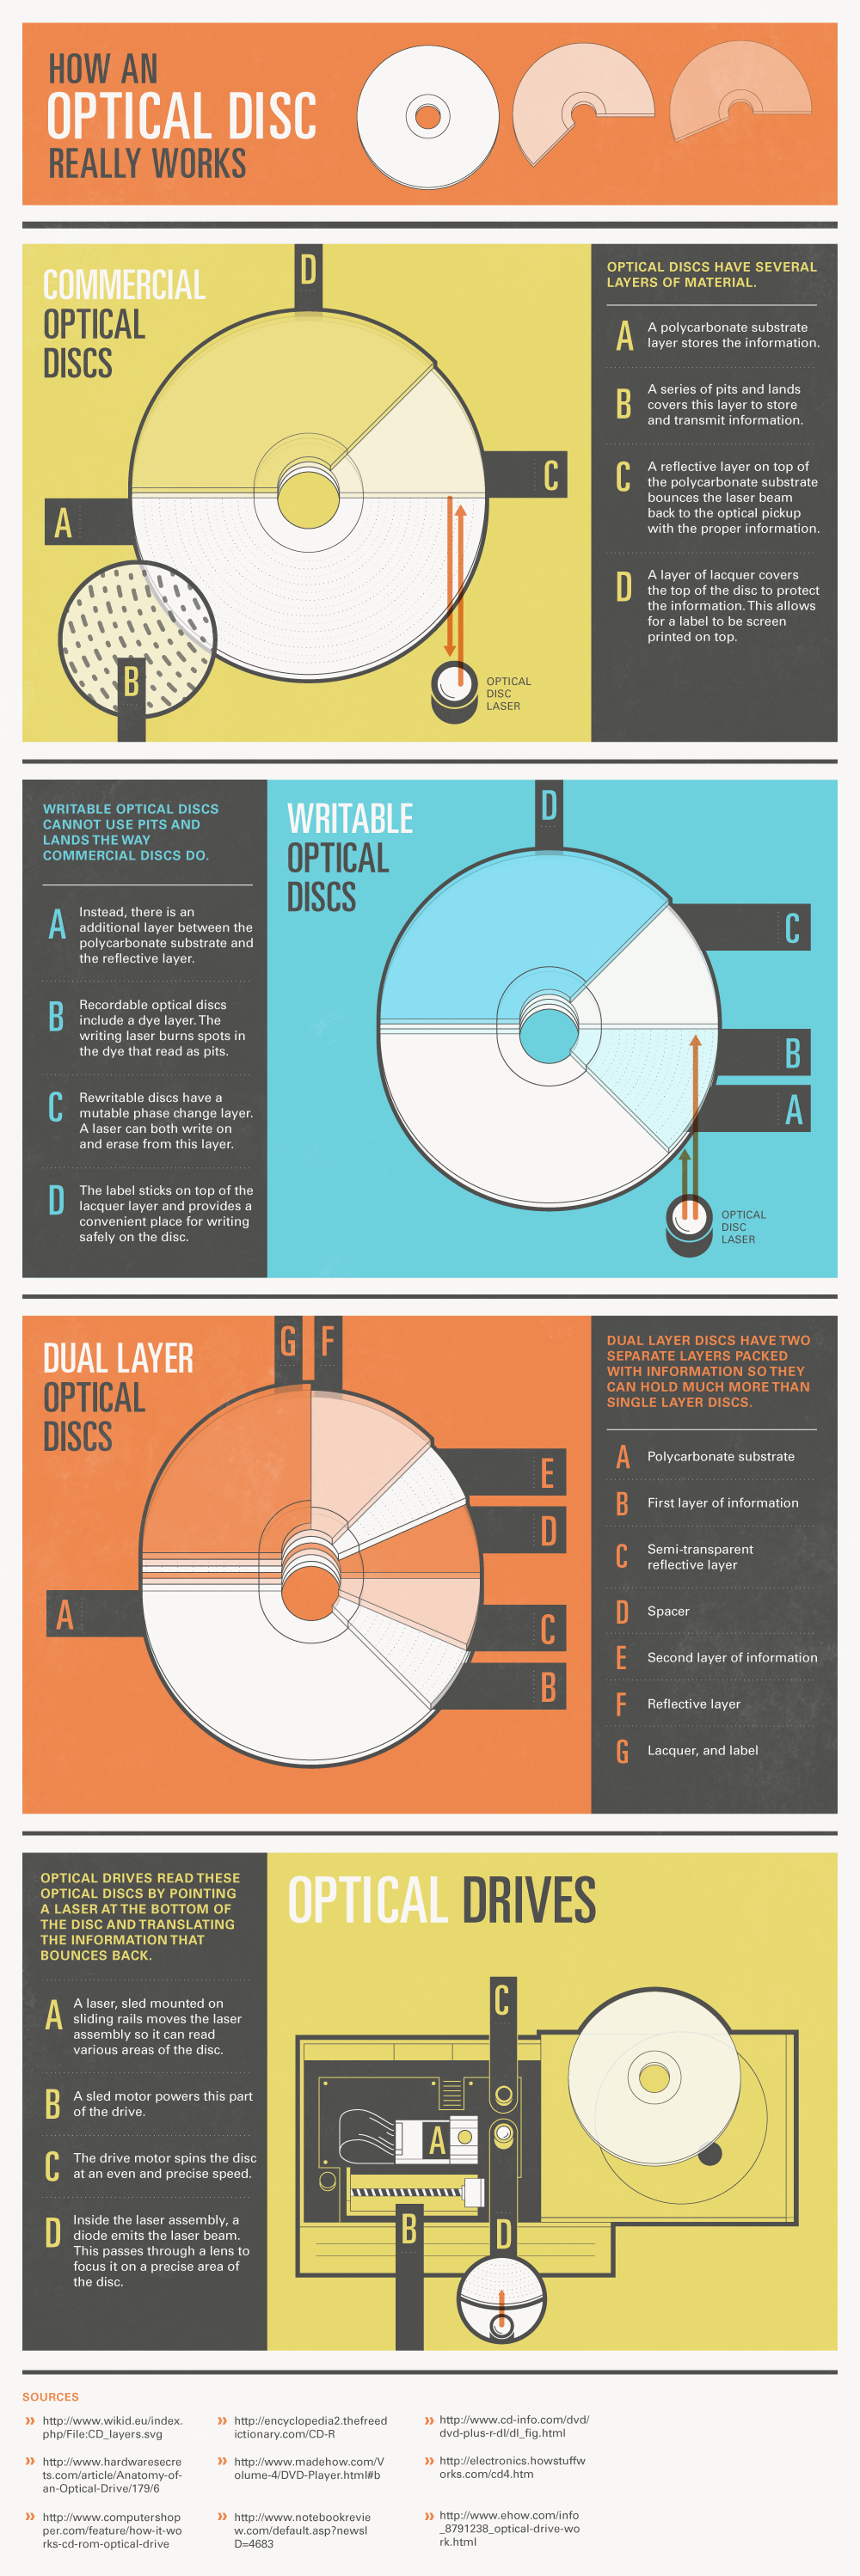 HOW AN
OPTICAL DISC
REALLY WORKS
COMMERCIAL
OPTICAL
DISCS
D
C
A
B
OPTICAL
DISC
LASER
OPTICAL DISCS HAVE SEVERAL
LAYERS OF MATERIAL.
A
A polycarbonate substrate
layer stores the information.
B
A series of pits and lands
covers this layer to store
and transmit information.
C
A reflective layer on top of
the polycarbonate substrate
bounces the laser beam
back to the optical pickup
with the proper information.
D
A layer of lacquer covers
the top of the disc to protect
the information. This allows
for a label to be screen
printed on top.
WRITABLE OPTICAL DISCS
CANNOT USE PITS AND
LANDS THE WAY
COMMERCIAL DISCS DO.
A
Instead, there is an
additional layer between the
polycarbonate substrate and
the reflective layer.
B
Recordable optical discs
include a dye layer. The
writing laser burns spots in
the dye that read as pits.
C
Rewritable discs have a
mutable phase change layer.
A laser can both write on
and erase from this layer.
D
The label sticks on top of the
lacquer layer and provides a
convenient place for writing
safely on the disc.
WRITABLE
OPTICAL
DISCS
D
C
B
A
OPTICAL
DISC
LASER
DUAL LAYER
OPTICAL
DISCS
G F
E
D
A
C
B
DUAL LAYER DISCS HAVE TWO
SEPARATE LAYERS PACKED
WITH INFORMATION SO THEY
CAN HOLD MUCH MORE THAN
SINGLE LAYER DISCS.
A Polycarbonate substrate
B First layer of information
C Semi-transparent
reflective layer
D Spacer
E Second layer of information
F Reflective layer
G Lacquer, and label
OPTICAL DRIVES READ THESE
OPTICAL DISCS BY POINTING
A LASER AT THE BOTTOM OF
THE DISC AND TRANSLATING
THE INFORMATION THAT
BOUNCES BACK.
A
A laser, sled mounted on
sliding rails moves the laser
assembly so it can read
various areas of the disc.
B
A sled motor powers this part
of the drive.
C
The drive motor spins the disc
at an even and precise speed.
D
Inside the laser assembly, a
diode emits the laser beam.
This passes through a lens to
focus it on a precise area of
the disc.
OPTICAL DRIVES
C
A
B
D
SOURCES
» http://www.wikid.eu/index.
php/File:CD_layers.svg
» http://www.hardwaresecre
ts.com/article/Anatomy-of-
an-Optical-Drive/179/6
» http://www.computershop
per.com/feature/how-it-wo
rks-cd-rom-optical-drive
» http://encyclopedia2.thefreed
ictionary.com/CD-R
» http://www.madehow.com/V
olume-4/DVD-Player.html#b
» http://www.notebookrevie
w.com/default.asp?newsI
D=4683
» http://www.cd-info.com/dvd/
dvd-plus-r-dl/dl_fig.html
» http://electronics.howstuffw
orks.com/cd4.htm
» http://www.ehow.com/info
_8791238_optical-drive-wo
rk.html